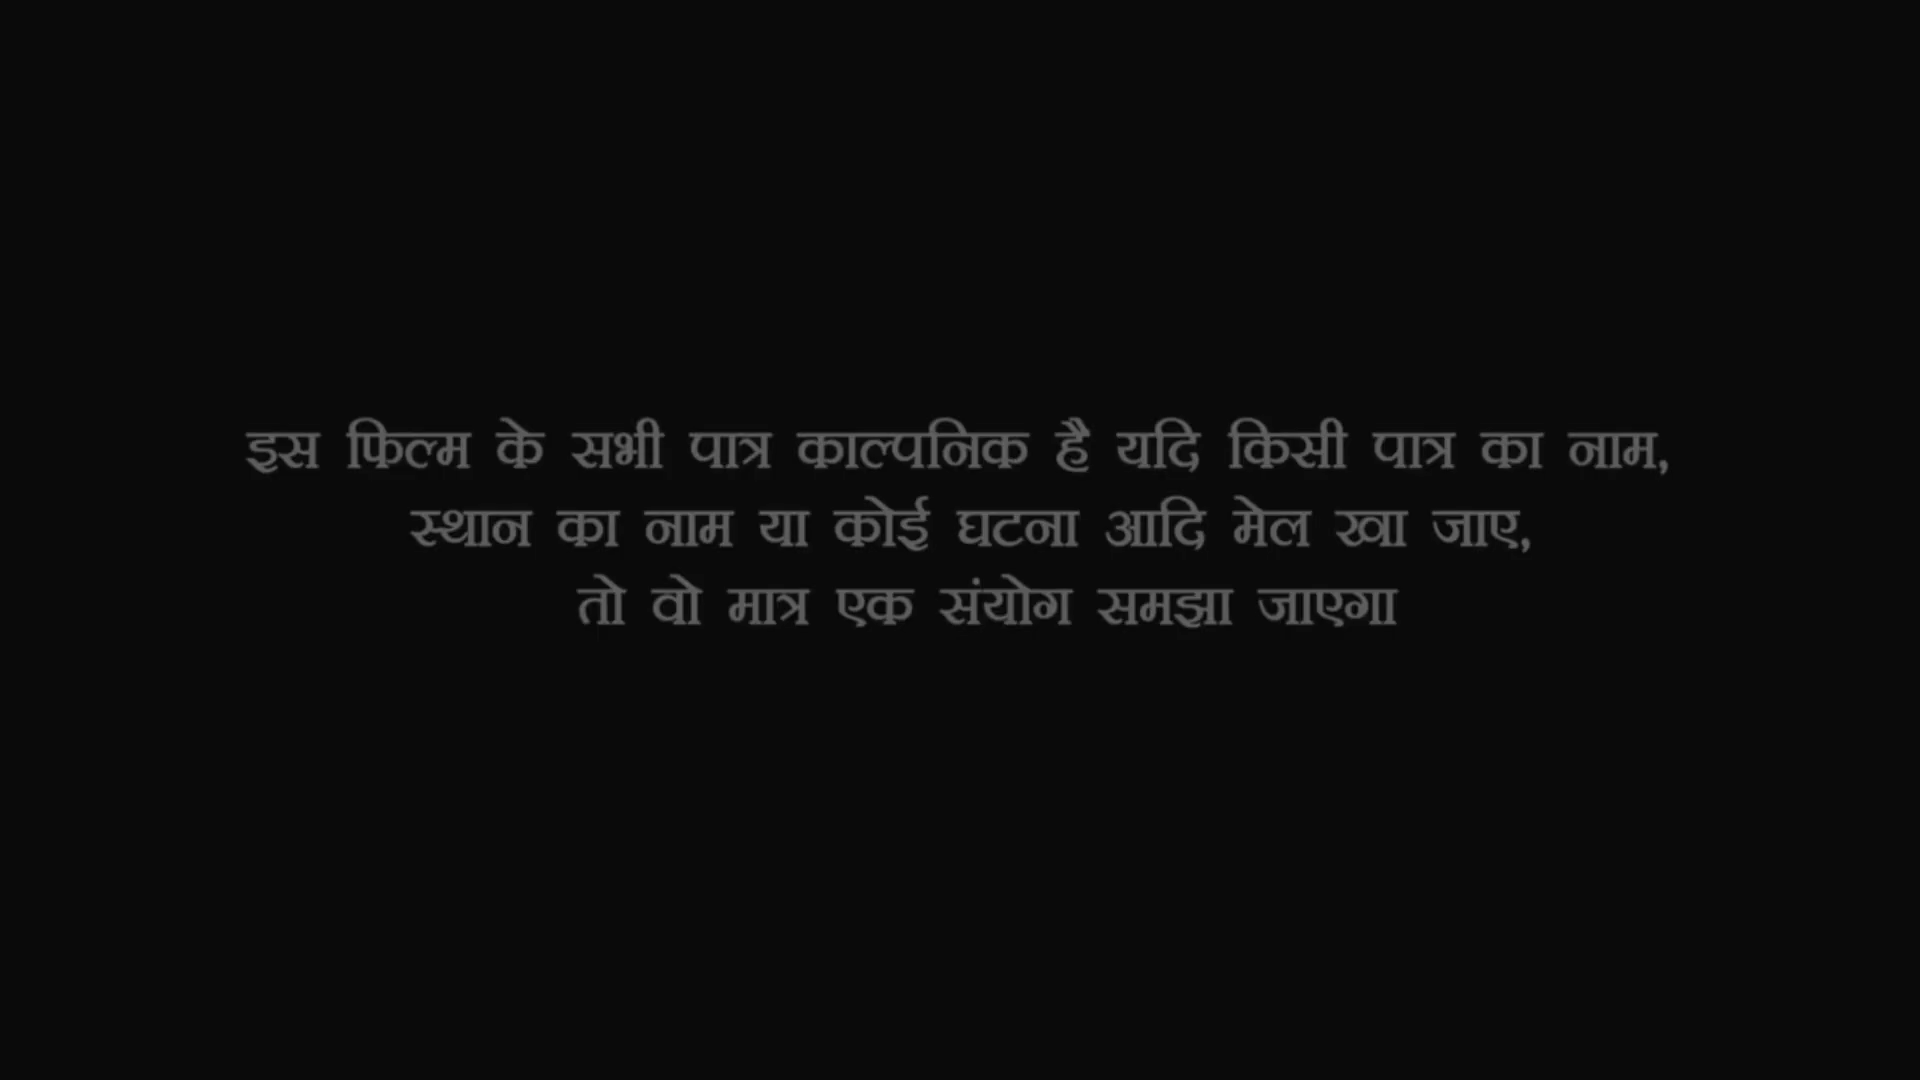 इस फिल्म के सभी पात्र काल्पनिक है यदि किसी पात्र का नाम,
स्थान का नाम या कोई घटना आदि मेल खा जाए,
तो वो मात्र एक संयोग समझा जाएगा